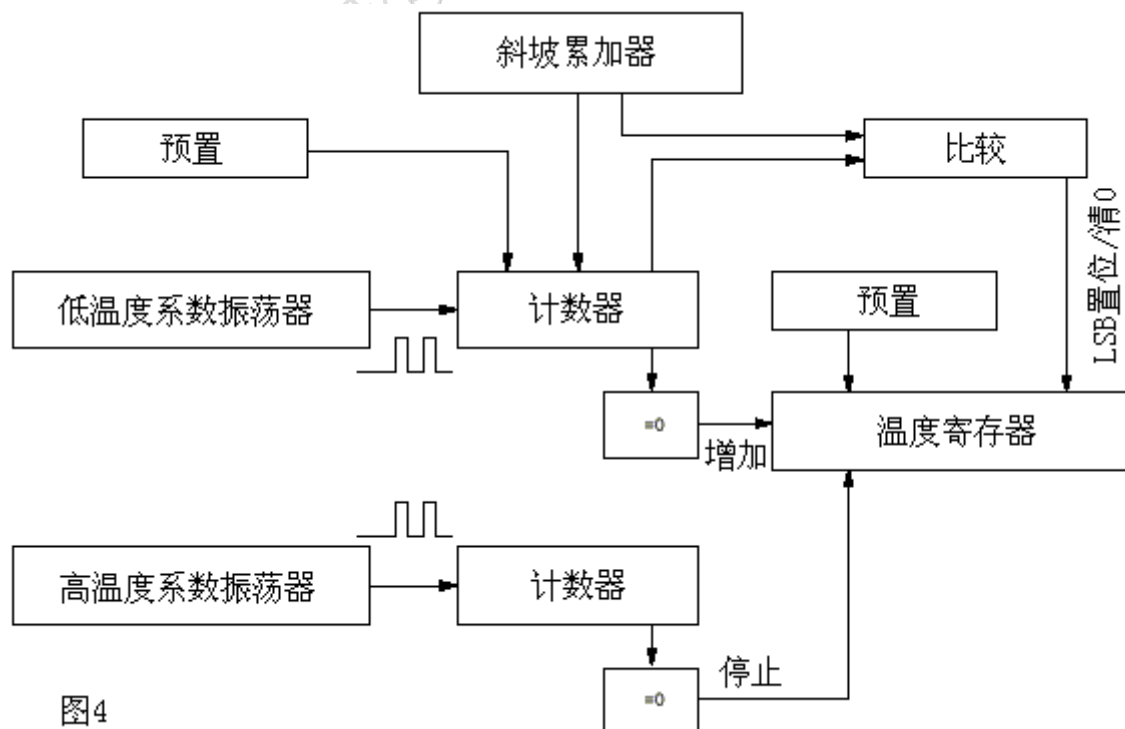 斜坡累加器
预置
比较
LSB置位/清0
低温度系数振荡器
计数器
预置
=0
增加
温度寄存器
高温度系数振荡器
计数器
=0
停止
图4